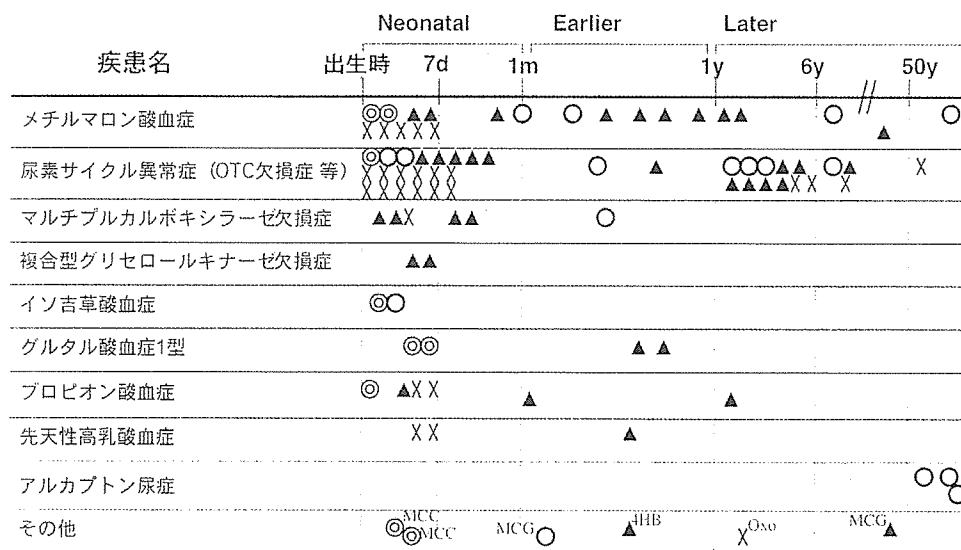 Neonatal Earlier Later
疾患名 出生時 7d 1m 1y 6y 50y
メチルマロン酸血症
尿素サイクル異常症（OTC欠損症 等）
マルチプルカルボキシラーゼ欠損症
複合型グリセロールキナーゼ欠損症
イソ吉草酸血症
グルタル酸血症1型
プロピオン酸血症
先天性高乳酸血症
アルカプトン尿症
その他 MCC MCC MCG 4HB Oxo MCG